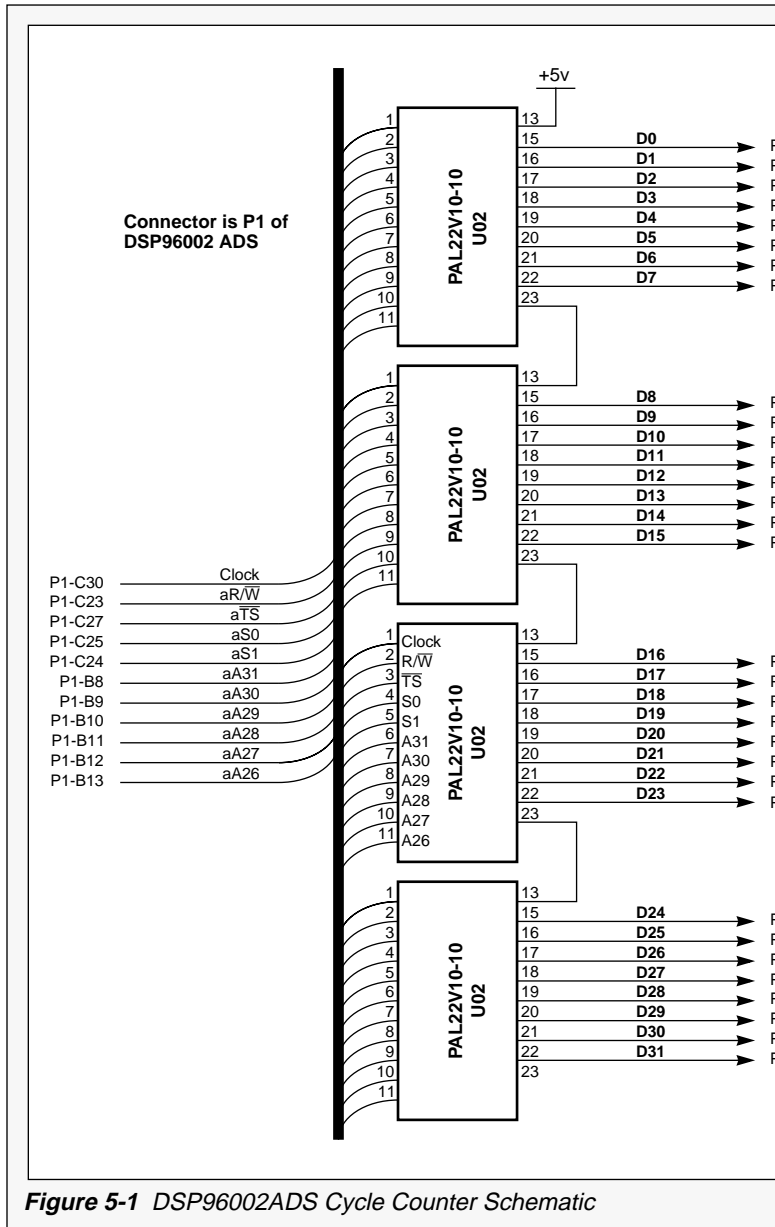 +5v
Connector is P1 of
DSP96002 ADS
1 13
2 15 D0 P
3 16 D1 P
4 17 D2 P
5 18 D3 P
6 19 D4 P
7 20 D5 P
8 21 D6 P
9 22 D7 P
10 23
11
PAL22V10-10
U02
1 13
2 15 D8 P
3 16 D9 P
4 17 D10 P
5 18 D11 P
6 19 D12 P
7 20 D13 P
8 21 D14 P
9 22 D15 P
10 23
11
PAL22V10-10
U02
P1-C30 Clock
P1-C23 aR/W̅
P1-C27 aT̅S̅
P1-C25 aS0
P1-C24 aS1
P1-B8 aA31
P1-B9 aA30
P1-B10 aA29
P1-B11 aA28
P1-B12 aA27
P1-B13 aA26
1 Clock 13
2 R/W̅ 15 D16 P
3 T̅S̅ 16 D17 P
4 S0 17 D18 P
5 S1 18 D19 P
6 A31 19 D20 P
7 A30 20 D21 P
8 A29 21 D22 P
9 A28 22 D23 P
10 A27 23
11 A26
PAL22V10-10
U02
1 13
2 15 D24 P
3 16 D25 P
4 17 D26 P
5 18 D27 P
6 19 D28 P
7 20 D29 P
8 21 D30 P
9 22 D31 P
10 23
11
PAL22V10-10
U02
Figure 5-1 DSP96002ADS Cycle Counter Schematic